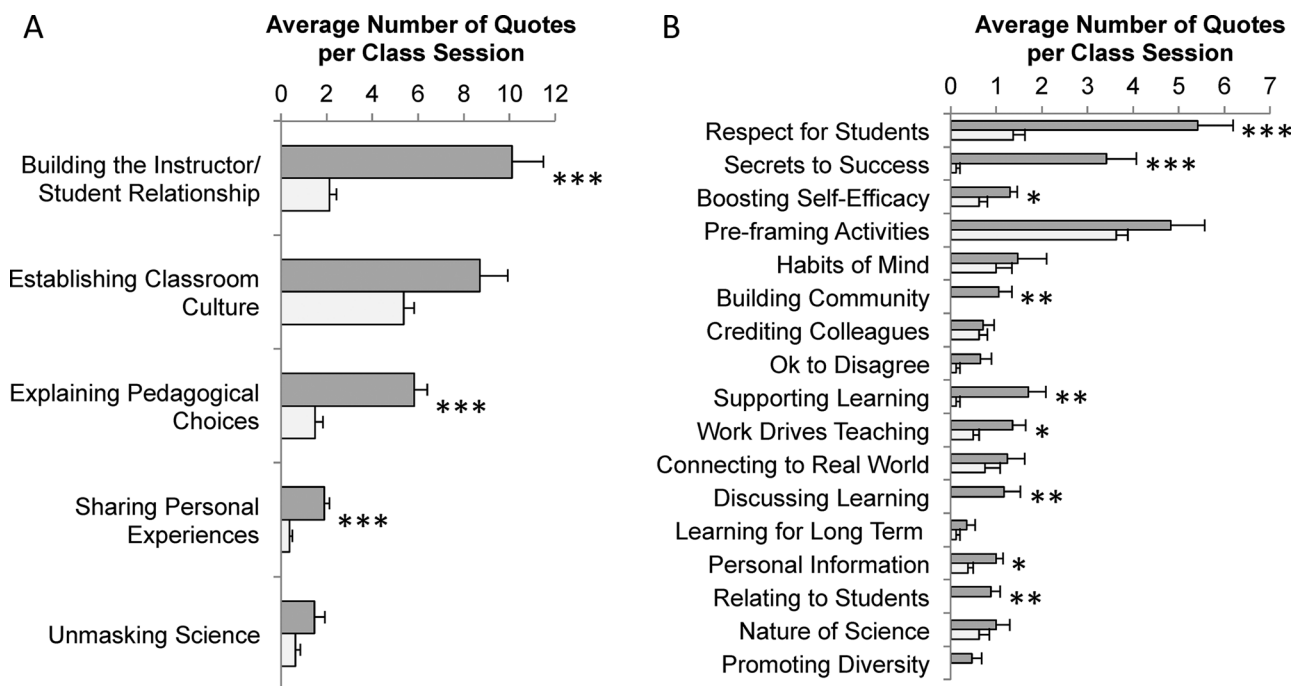 A
Average Number of Quotes
per Class Session
0 2 4 6 8 10 12
Building the Instructor/
Student Relationship
***
Establishing Classroom
Culture
Explaining Pedagogical
Choices
***
Sharing Personal
Experiences
***
Unmasking Science
B
Average Number of Quotes
per Class Session
0 1 2 3 4 5 6 7
Respect for Students
***
Secrets to Success
***
Boosting Self-Efficacy
*
Pre-framing Activities
Habits of Mind
Building Community
**
Crediting Colleagues
Ok to Disagree
Supporting Learning
**
Work Drives Teaching
*
Connecting to Real World
Discussing Learning
**
Learning for Long Term
Personal Information
*
Relating to Students
**
Nature of Science
Promoting Diversity